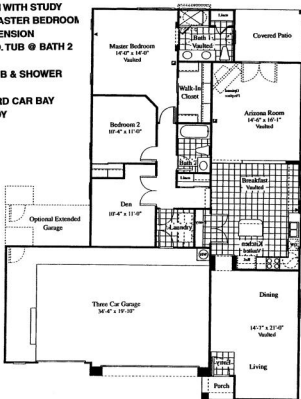 WITH STUDY
ASTER BEDROOM
ENSION
. TUB @ BATH 2
B & SHOWER
RD CAR BAY
DY
Master Bedroom
14'-0" x 14'-0"
Vaulted
Bath 1
Vaulted
Linen
Covered Patio
Walk-In
Closet
Arizona Room
14'-6" x 16'-1"
Vaulted
Bedroom 2
10'-4" x 11'-0"
Bath 2
Linen
Breakfast
Vaulted
Den
10'-4" x 11'-0"
Optional Extended
Garage
Laundry
Kitchen
Vaulted
Three Car Garage
34'-4" x 19'-10"
Dining
14'-7" x 21'-0"
Vaulted
Living
Porch